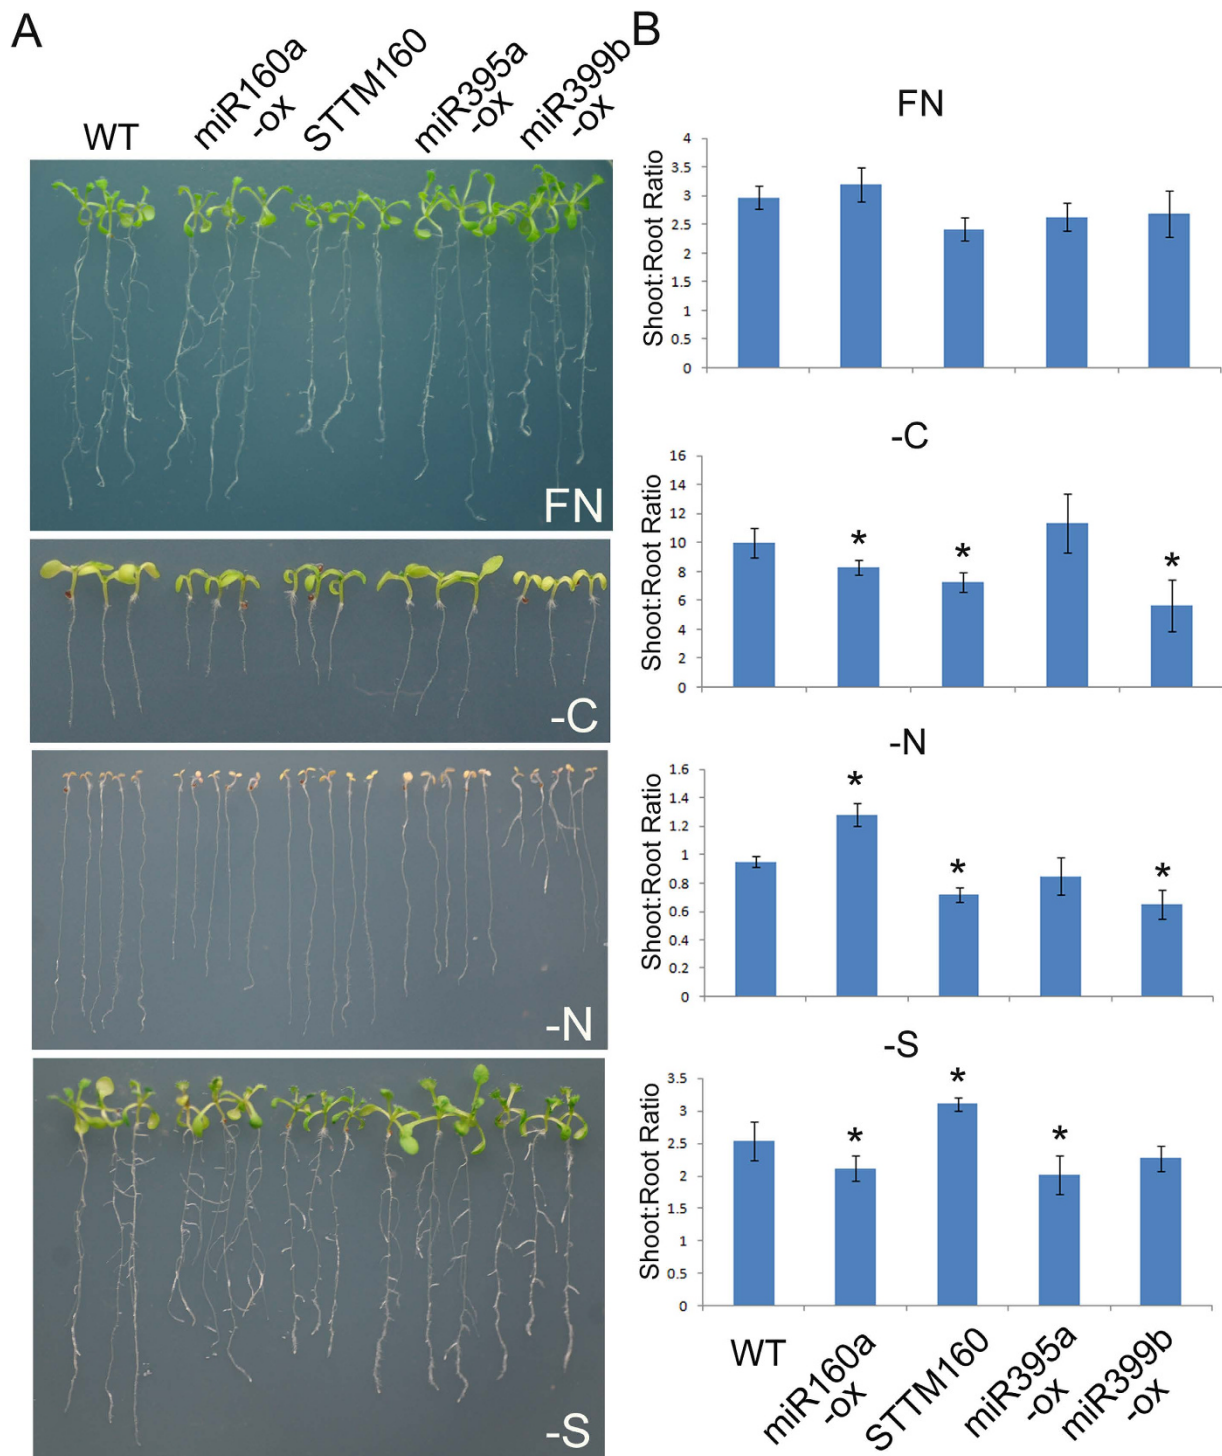 A
WT
miR160a
-ox
STTM160
miR395a
-ox
miR399b
-ox
FN
-C
-N
-S
B
FN
Shoot:Root Ratio
4
3.5
3
2.5
2
1.5
1
0.5
0
-C
Shoot:Root Ratio
16
14
12
10
8
6
4
2
0
*
*
*
-N
Shoot:Root Ratio
1.6
1.4
1.2
1
0.8
0.6
0.4
0.2
0
*
*
*
-S
Shoot:Root Ratio
3.5
3
2.5
2
1.5
1
0.5
0
*
*
*
WT
miR160a
-ox
STTM160
miR395a
-ox
miR399b
-ox